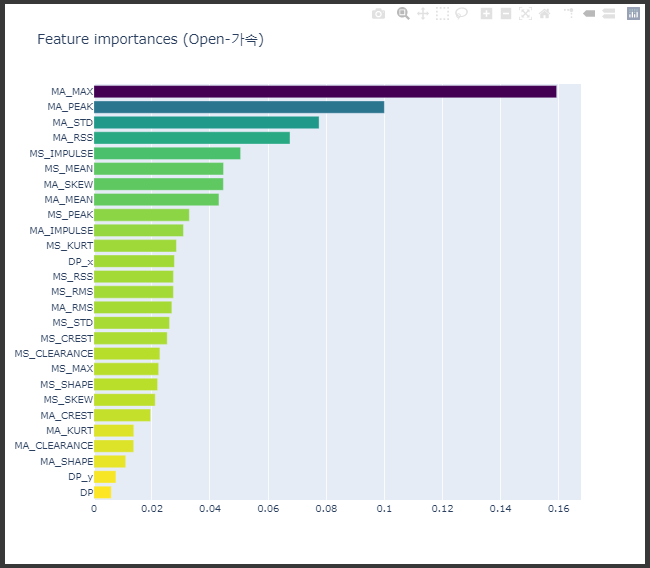 Feature importances (Open-가속)
MA_MAX
MA_PEAK
MA_STD
MA_RSS
MS_IMPULSE
MS_MEAN
MA_SKEW
MA_MEAN
MS_PEAK
MA_IMPULSE
MS_KURT
DP_x
MS_RSS
MS_RMS
MA_RMS
MS_STD
MS_CREST
MS_CLEARANCE
MS_MAX
MS_SHAPE
MS_SKEW
MA_CREST
MA_KURT
MA_CLEARANCE
MA_SHAPE
DP_y
DP
0 0.02 0.04 0.06 0.08 0.1 0.12 0.14 0.16